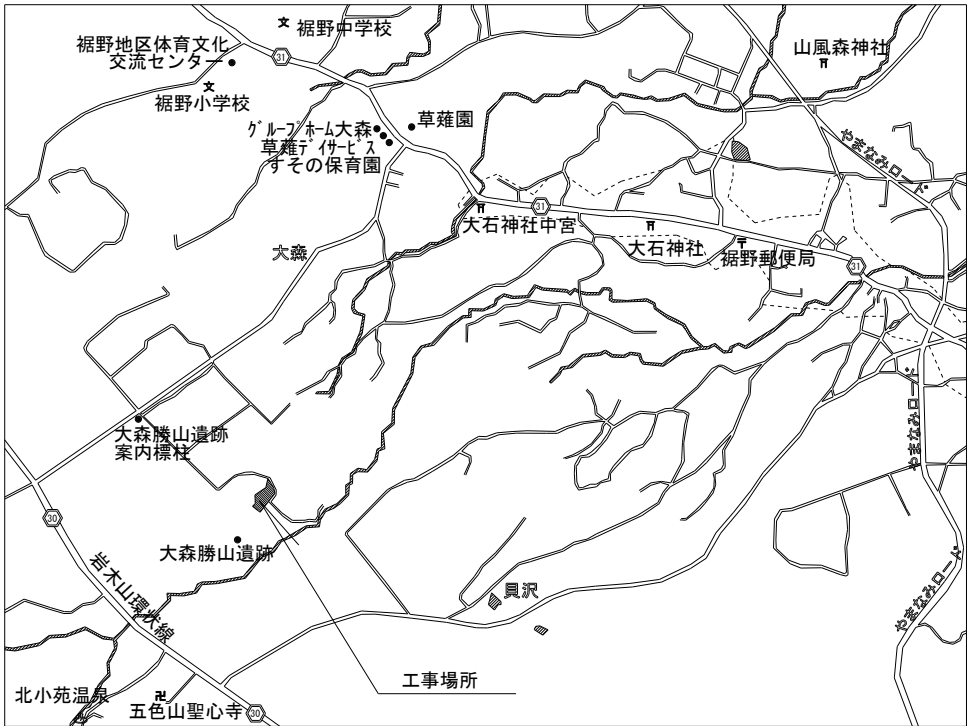 裾野中学校
裾野地区体育文化
交流センター
31
山風森神社
裾野小学校
草薙園
グループホーム大森
草薙デイサービス
すその保育園
やまなみロード
31
大石神社中宮
大石神社
裾野郵便局
大森
31
やまなみロード
大森勝山遺跡
案内標柱
30
大森勝山遺跡
岩木山環状線
貝沢
やまなみロード
工事場所
北小苑温泉
五色山聖心寺
30